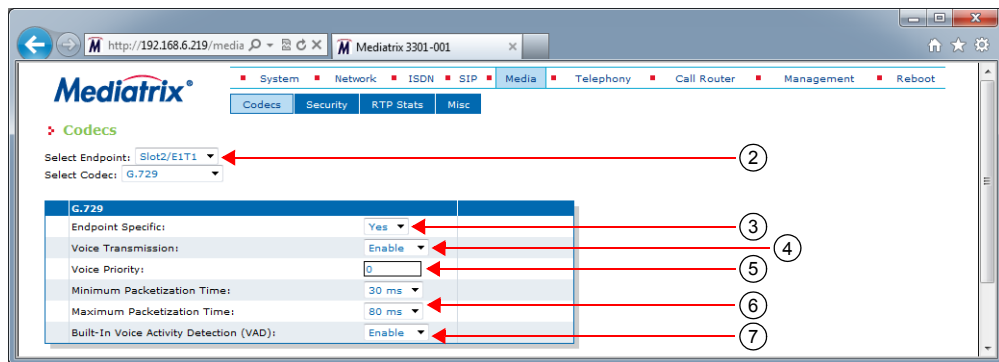 http://192.168.6.219/media
Mediatrix 3301-001
Mediatrix®
System Network ISDN SIP Media Telephony Call Router Management Reboot
Codecs Security RTP Stats Misc
Codecs
Select Endpoint: Slot2/E1T1
2
Select Codec: G.729
G.729
Endpoint Specific: Yes
3
Voice Transmission: Enable
4
Voice Priority: 0
5
Minimum Packetization Time: 30 ms
Maximum Packetization Time: 80 ms
6
Built-In Voice Activity Detection (VAD): Enable
7